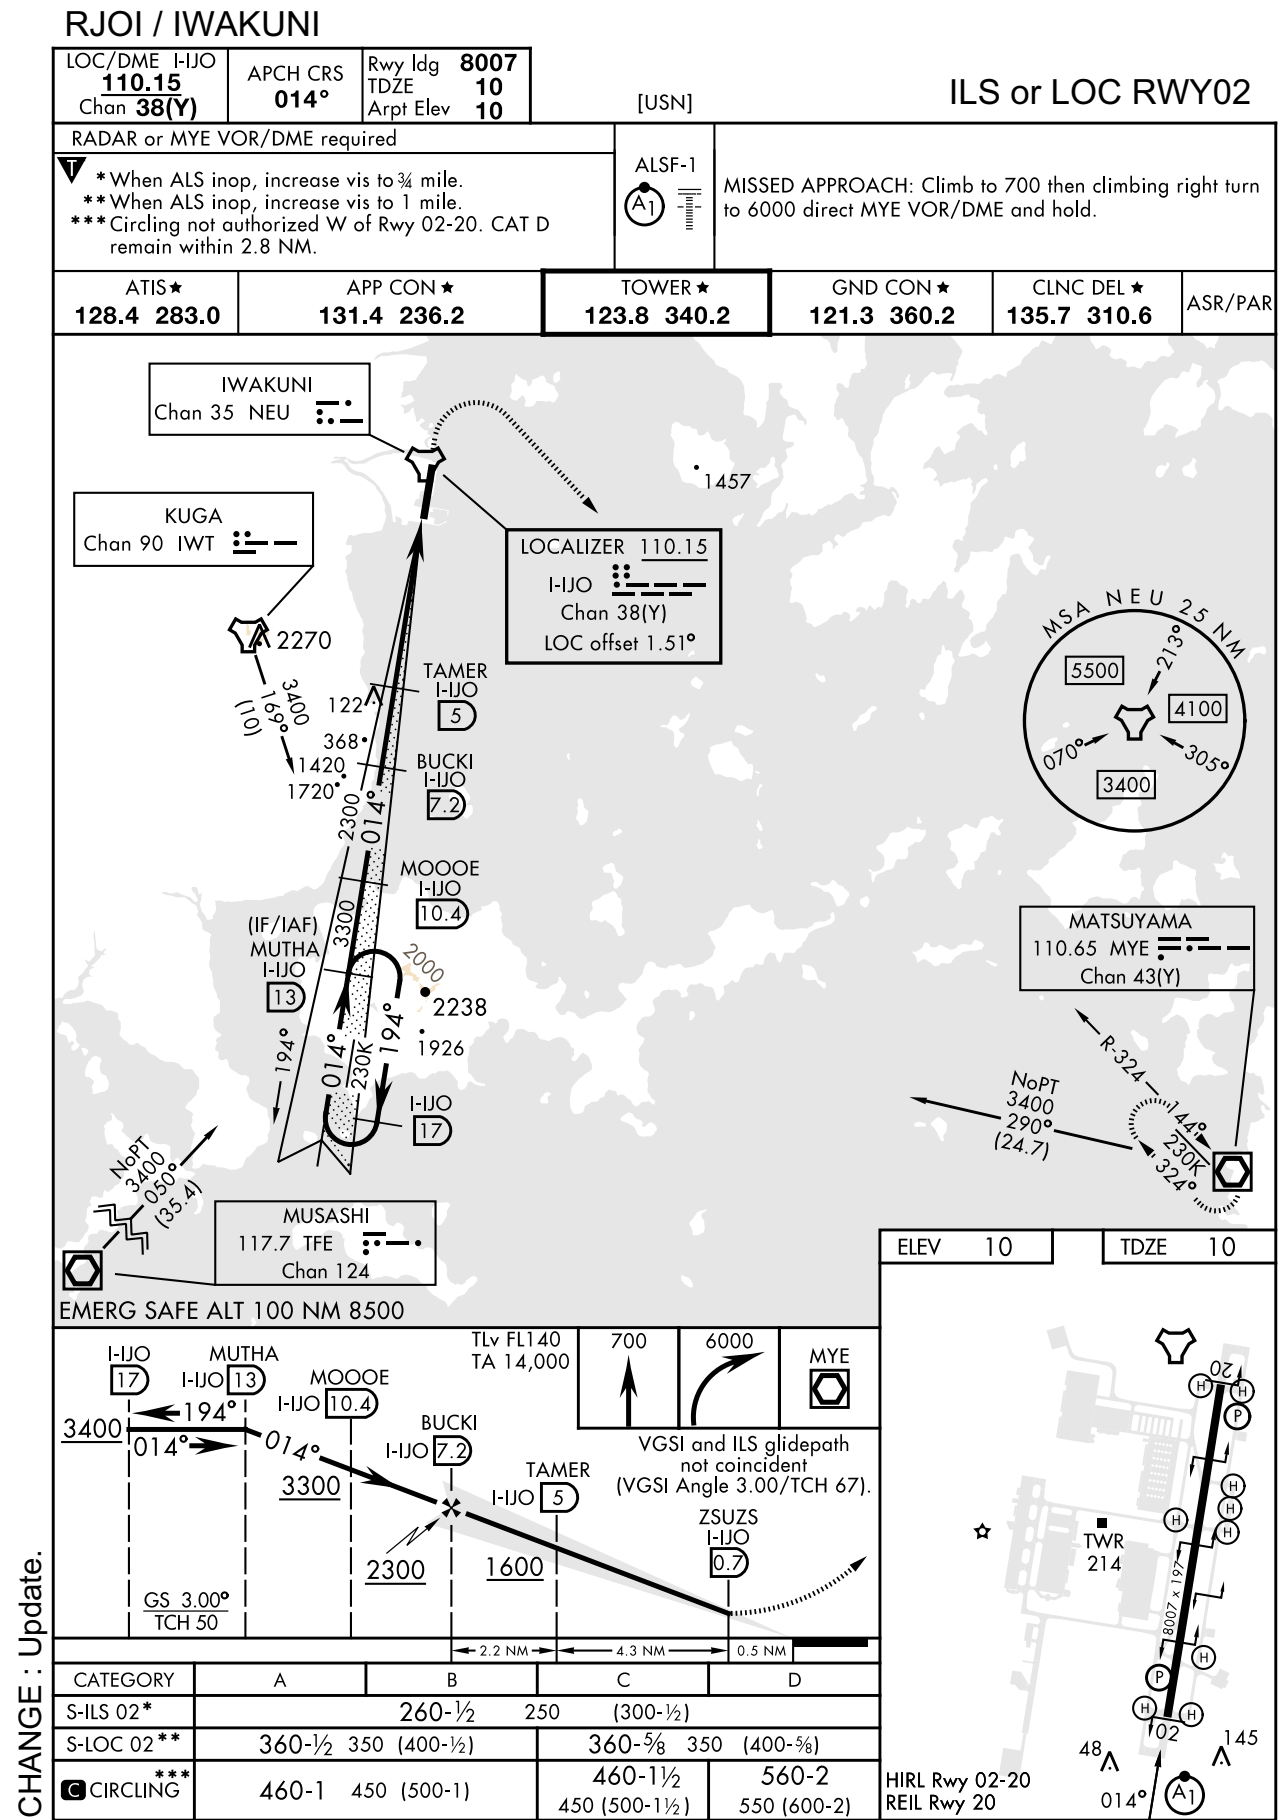 RJOI / IWAKUNI
LOC/DME I-IJO
110.15
Chan 38(Y)
APCH CRS
014°
Rwy ldg 8007
TDZE 10
Arpt Elev 10
[USN]
ILS or LOC RWY02
RADAR or MYE VOR/DME required
T
* When ALS inop, increase vis to ¾ mile.
** When ALS inop, increase vis to 1 mile.
*** Circling not authorized W of Rwy 02-20. CAT D
remain within 2.8 NM.
ALSF-1
A1
MISSED APPROACH: Climb to 700 then climbing right turn
to 6000 direct MYE VOR/DME and hold.
ATIS★
128.4 283.0
APP CON★
131.4 236.2
TOWER★
123.8 340.2
GND CON★
121.3 360.2
CLNC DEL★
135.7 310.6
ASR/PAR
IWAKUNI
Chan 35 NEU
1457
KUGA
Chan 90 IWT
LOCALIZER 110.15
I-IJO
Chan 38(Y)
LOC offset 1.51°
2270
3400
169°
(10)
MSA NEU 25 NM
213°
5500
4100
070°
305°
3400
TAMER
I-IJO
5
122
368
1420
1720
BUCKI
I-IJO
7.2
2300
014°
MOOOE
I-IJO
10.4
3300
(IF/IAF)
MUTHA
I-IJO
13
2000
2238
1926
194°
014°
230K
194°
I-IJO
17
MATSUYAMA
110.65 MYE
Chan 43(Y)
R-324
NoPT
3400
290°
(24.7)
144°
230K
324°
NoPT
3400
050°
(35.4)
MUSASHI
117.7 TFE
Chan 124
EMERG SAFE ALT 100 NM 8500
ELEV 10
TDZE 10
TLv FL140
TA 14,000
700
6000
MYE
I-IJO
17
MUTHA
I-IJO 13
MOOOE
I-IJO 10.4
BUCKI
I-IJO 7.2
TAMER
I-IJO 5
ZSUZS
I-IJO
0.7
VGSI and ILS glidepath
not coincident
(VGSI Angle 3.00/TCH 67).
3400
194°
014°
014°
3300
2300
1600
GS 3.00°
TCH 50
2.2 NM
4.3 NM
0.5 NM
20
H
H
P
H
H
H
H
TWR
214
8007 x 197
H
P
H
H
02
48
145
014°
A1
HIRL Rwy 02-20
REIL Rwy 20
CATEGORY A B C D
S-ILS 02* 260-½ 250 (300-½)
S-LOC 02** 360-½ 350 (400-½) 360-⅝ 350 (400-⅝)
C CIRCLING*** 460-1 450 (500-1) 460-1½ 450 (500-1½) 560-2 550 (600-2)
CHANGE : Update.